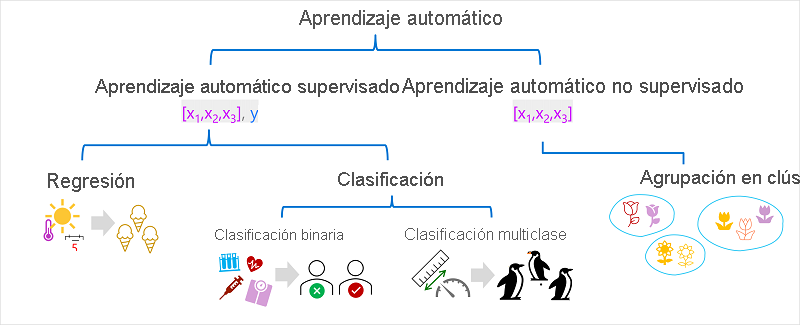 Aprendizaje automático
Aprendizaje automático supervisado
Aprendizaje automático no supervisado
[x₁,x₂,x₃], y
[x₁,x₂,x₃]
Regresión
Clasificación
Agrupación en clús
Clasificación binaria
Clasificación multiclase
5